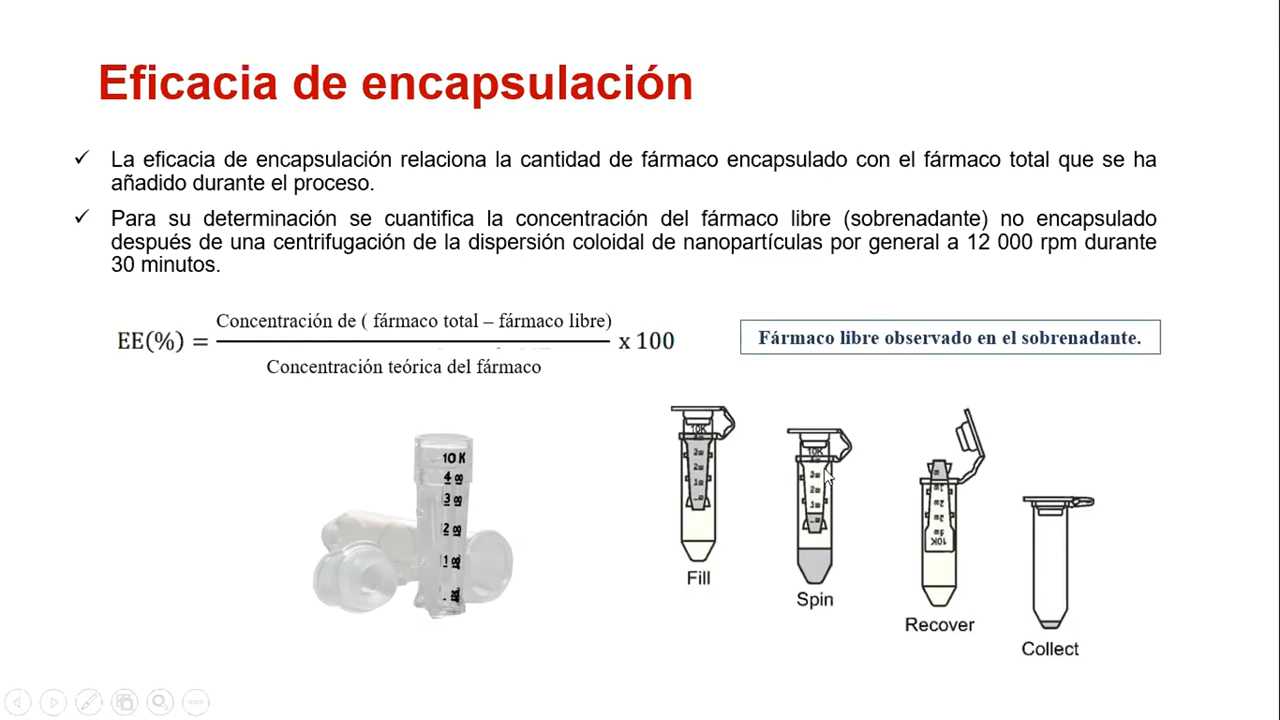 Eficacia de encapsulación
✓ La eficacia de encapsulación relaciona la cantidad de fármaco encapsulado con el fármaco total que se ha
añadido durante el proceso.
✓ Para su determinación se cuantifica la concentración del fármaco libre (sobrenadante) no encapsulado
después de una centrifugación de la dispersión coloidal de nanopartículas por general a 12 000 rpm durante
30 minutos.
Concentración de ( fármaco total – fármaco libre)
EE(%) = x 100
Concentración teórica del fármaco
Fármaco libre observado en el sobrenadante.
10 K
4
3
2
1
10K
10K
10K
Fill
Spin
Recover
Collect